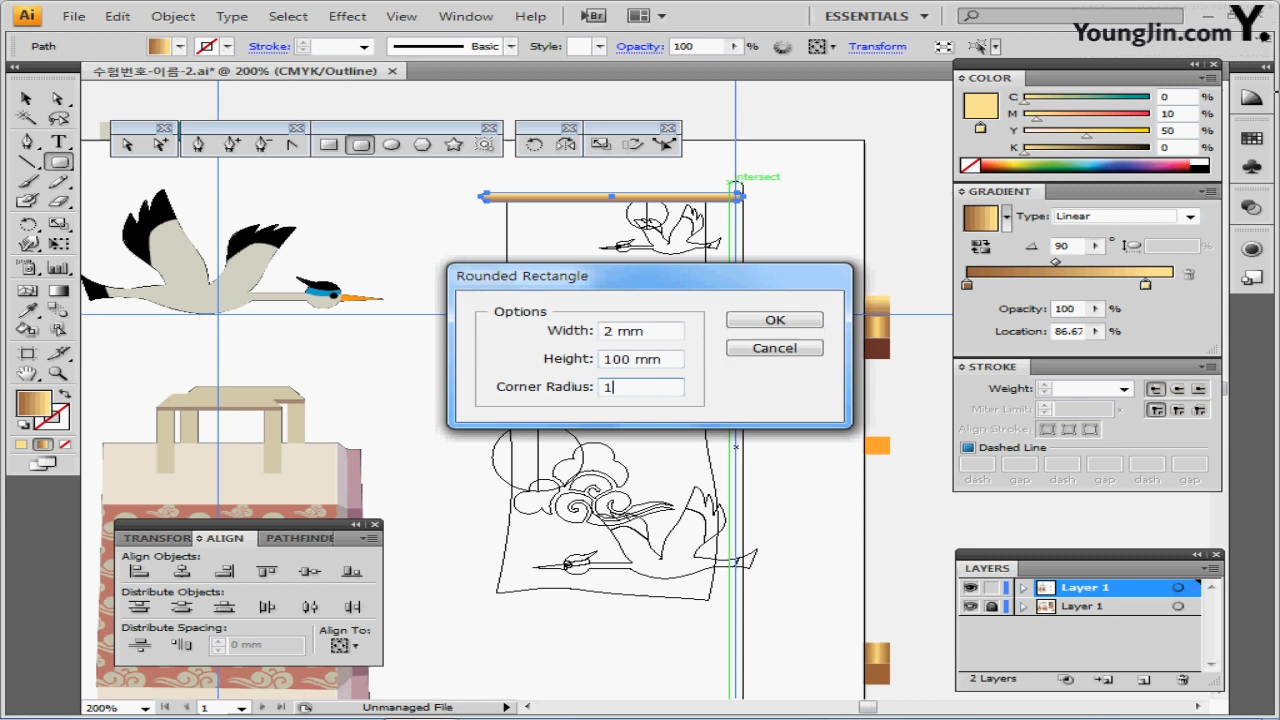 Ai File Edit Object Type Select Effect View Window Help Br ESSENTIALS
YoungJin.com Y.
Path Stroke: Basic Style: Opacity: 100 % Transform
수험번호-이름-2.ai* @ 200% (CMYK/Outline)
COLOR
C 0 %
M 10 %
Y 50 %
K 0 %
GRADIENT
Type: Linear
90 °
%
Opacity: 100 %
Location: 86.67 %
STROKE
Weight:
Miter Limit: x
Align Stroke:
Dashed Line
dash gap dash gap dash gap
Rounded Rectangle
Options
Width: 2 mm
Height: 100 mm
Corner Radius: 1
OK
Cancel
TRANSFOR ALIGN PATHFINDE
Align Objects:
Distribute Objects:
Distribute Spacing: Align To:
0 mm
LAYERS
Layer 1
Layer 1
2 Layers
200% 1 Unmanaged File